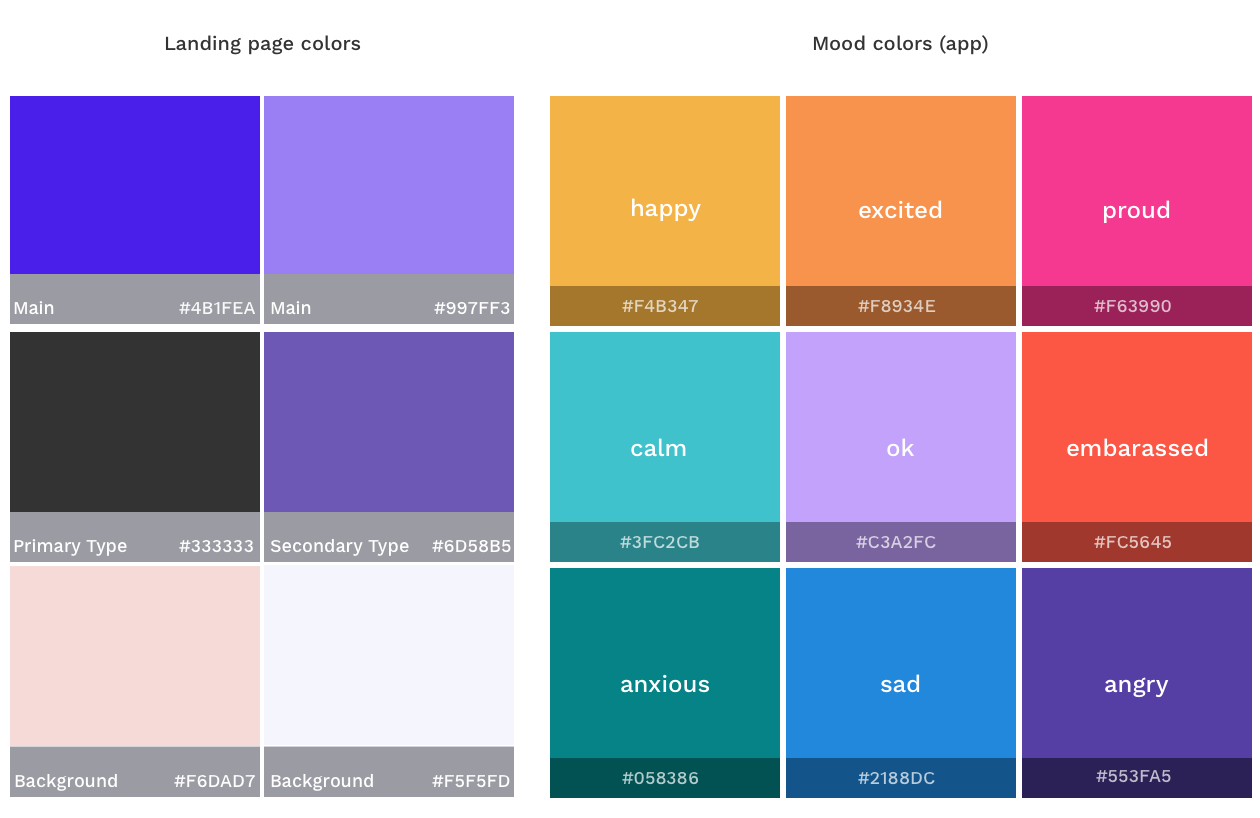 Landing page colors
Mood colors (app)
Main #4B1FEA
Main #997FF3
Primary Type #333333
Secondary Type #6D58B5
Background #F6DAD7
Background #F5F5FD
happy
#F4B347
excited
#F8934E
proud
#F63990
calm
#3FC2CB
ok
#C3A2FC
embarassed
#FC5645
anxious
#058386
sad
#2188DC
angry
#553FA5